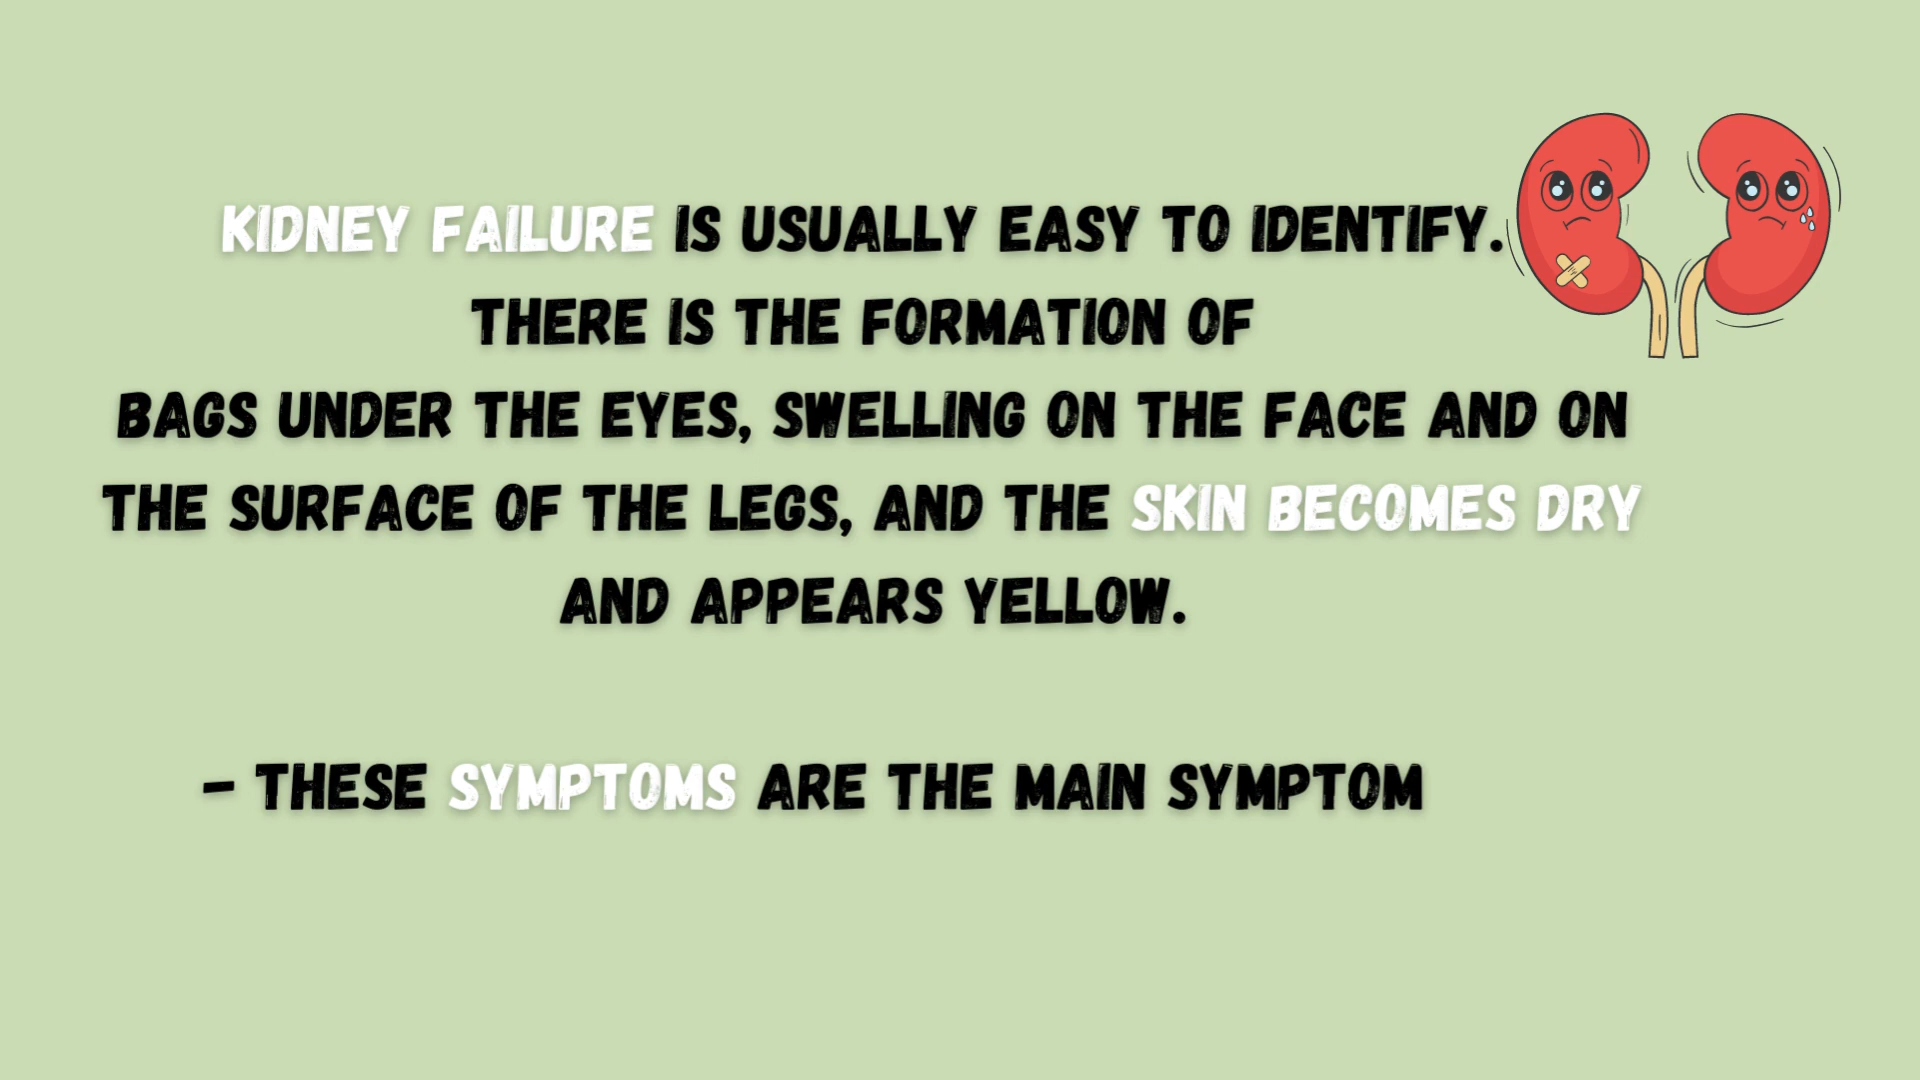 KIDNEY FAILURE IS USUALLY EASY TO IDENTIFY.
THERE IS THE FORMATION OF
BAGS UNDER THE EYES, SWELLING ON THE FACE AND ON
THE SURFACE OF THE LEGS, AND THE SKIN BECOMES DRY
AND APPEARS YELLOW.
- THESE SYMPTOMS ARE THE MAIN SYMPTOM